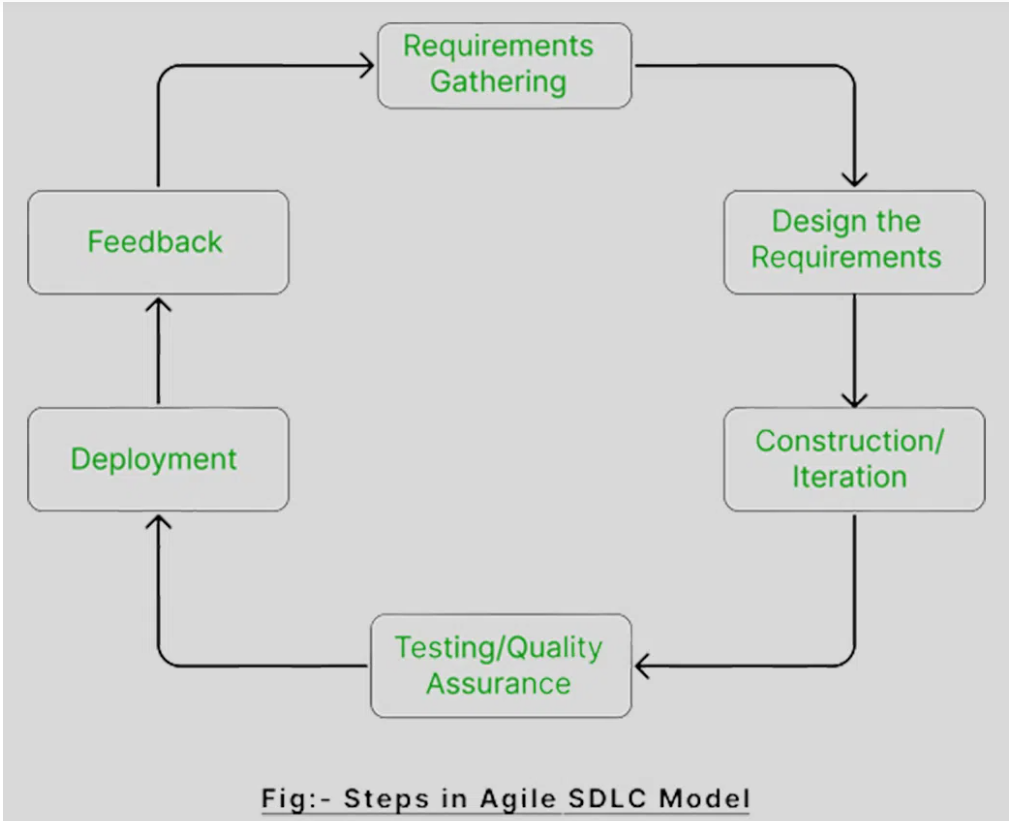 Requirements
Gathering
Design the
Requirements
Construction/
Iteration
Testing/Quality
Assurance
Deployment
Feedback
Fig:- Steps in Agile SDLC Model